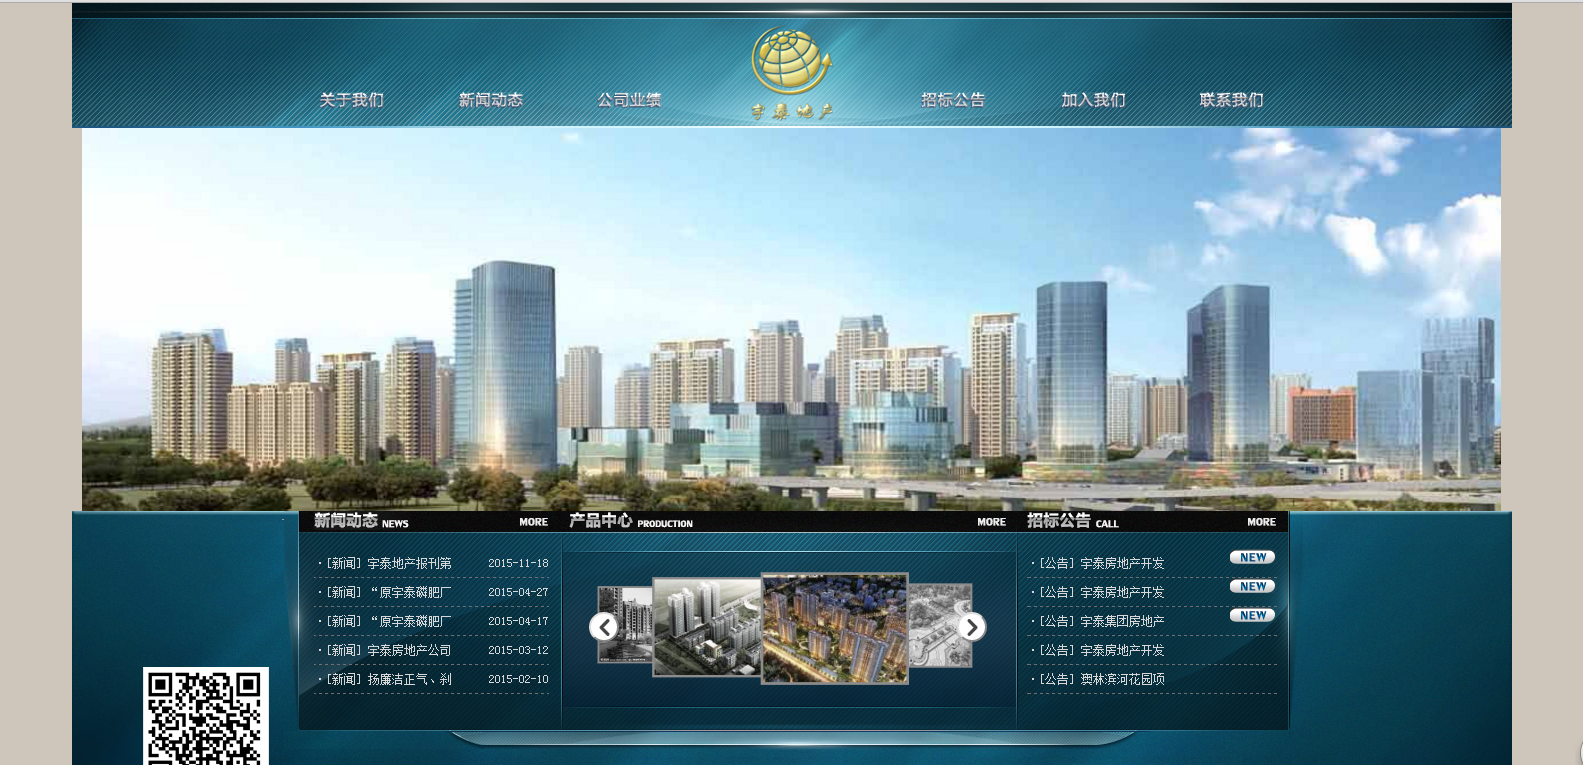 关于我们 新闻动态 公司业绩 招标公告 加入我们 联系我们
宇泰地产
新闻动态 NEWS MORE
·[新闻] 宇泰地产报刊第 2015-11-18
·[新闻] “原宇泰磷肥厂 2015-04-27
·[新闻] “原宇泰磷肥厂 2015-04-17
·[新闻] 宇泰房地产公司 2015-03-12
·[新闻] 扬廉洁正气、刹 2015-02-10
产品中心 PRODUCTION MORE
招标公告 CALL MORE
·[公告] 宇泰房地产开发 NEW
·[公告] 宇泰房地产开发 NEW
·[公告] 宇泰集团房地产 NEW
·[公告] 宇泰房地产开发
·[公告] 澳林滨河花园项